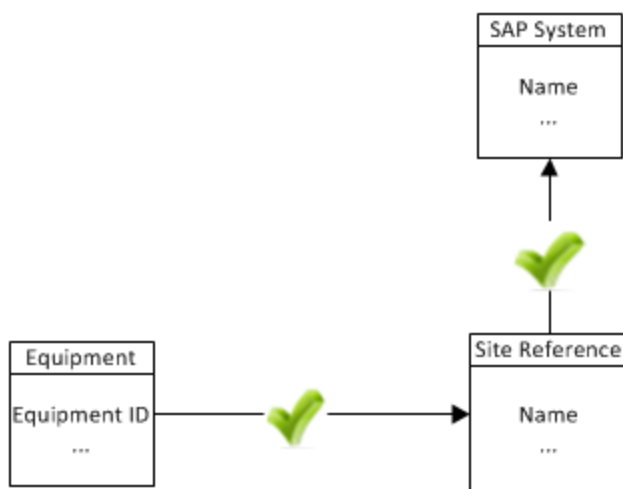 SAP System
Name
...
Equipment
Equipment ID
...
Site Reference
Name
...